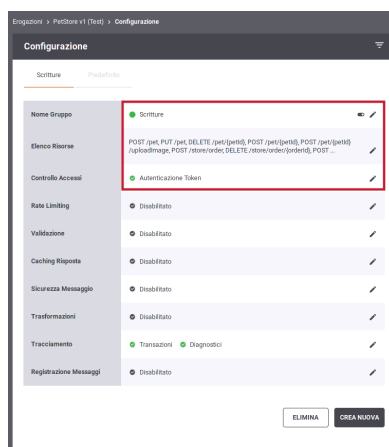 Erogazioni > PetStore v1 (Test) > Configurazione
Configurazione
Scritture Predefinito
Nome Gruppo Scritture
Elenco Risorse POST /pet, PUT /pet, DELETE /pet/{petId}, POST /pet/{petId}, POST /pet/{petId}
/uploadImage, POST /store/order, DELETE /store/order/{orderId}, POST ...
Controllo Accessi Autenticazione Token
Rate Limiting Disabilitato
Validazione Disabilitato
Caching Risposta Disabilitato
Sicurezza Messaggio Disabilitato
Trasformazioni Disabilitato
Tracciamento Transazioni Diagnostici
Registrazione Messaggi Disabilitato
ELIMINA CREA NUOVA